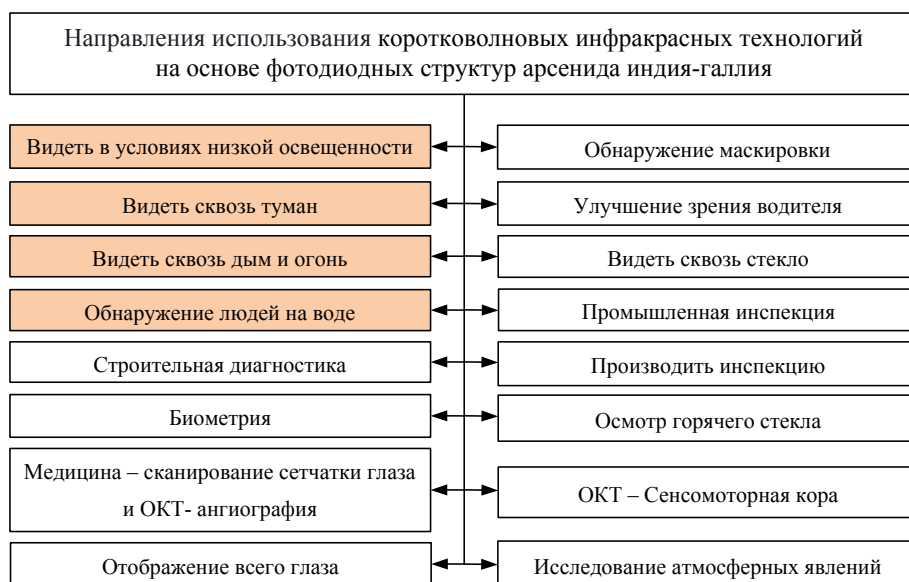 Направления использования коротковолновых инфракрасных технологий
на основе фотодиодных структур арсенида индия-галлия
Видеть в условиях низкой освещенности
Обнаружение маскировки
Видеть сквозь туман
Улучшение зрения водителя
Видеть сквозь дым и огонь
Видеть сквозь стекло
Обнаружение людей на воде
Промышленная инспекция
Строительная диагностика
Производить инспекцию
Биометрия
Осмотр горячего стекла
Медицина – сканирование сетчатки глаза
и ОКТ- ангиография
ОКТ – Сенсомоторная кора
Отображение всего глаза
Исследование атмосферных явлений